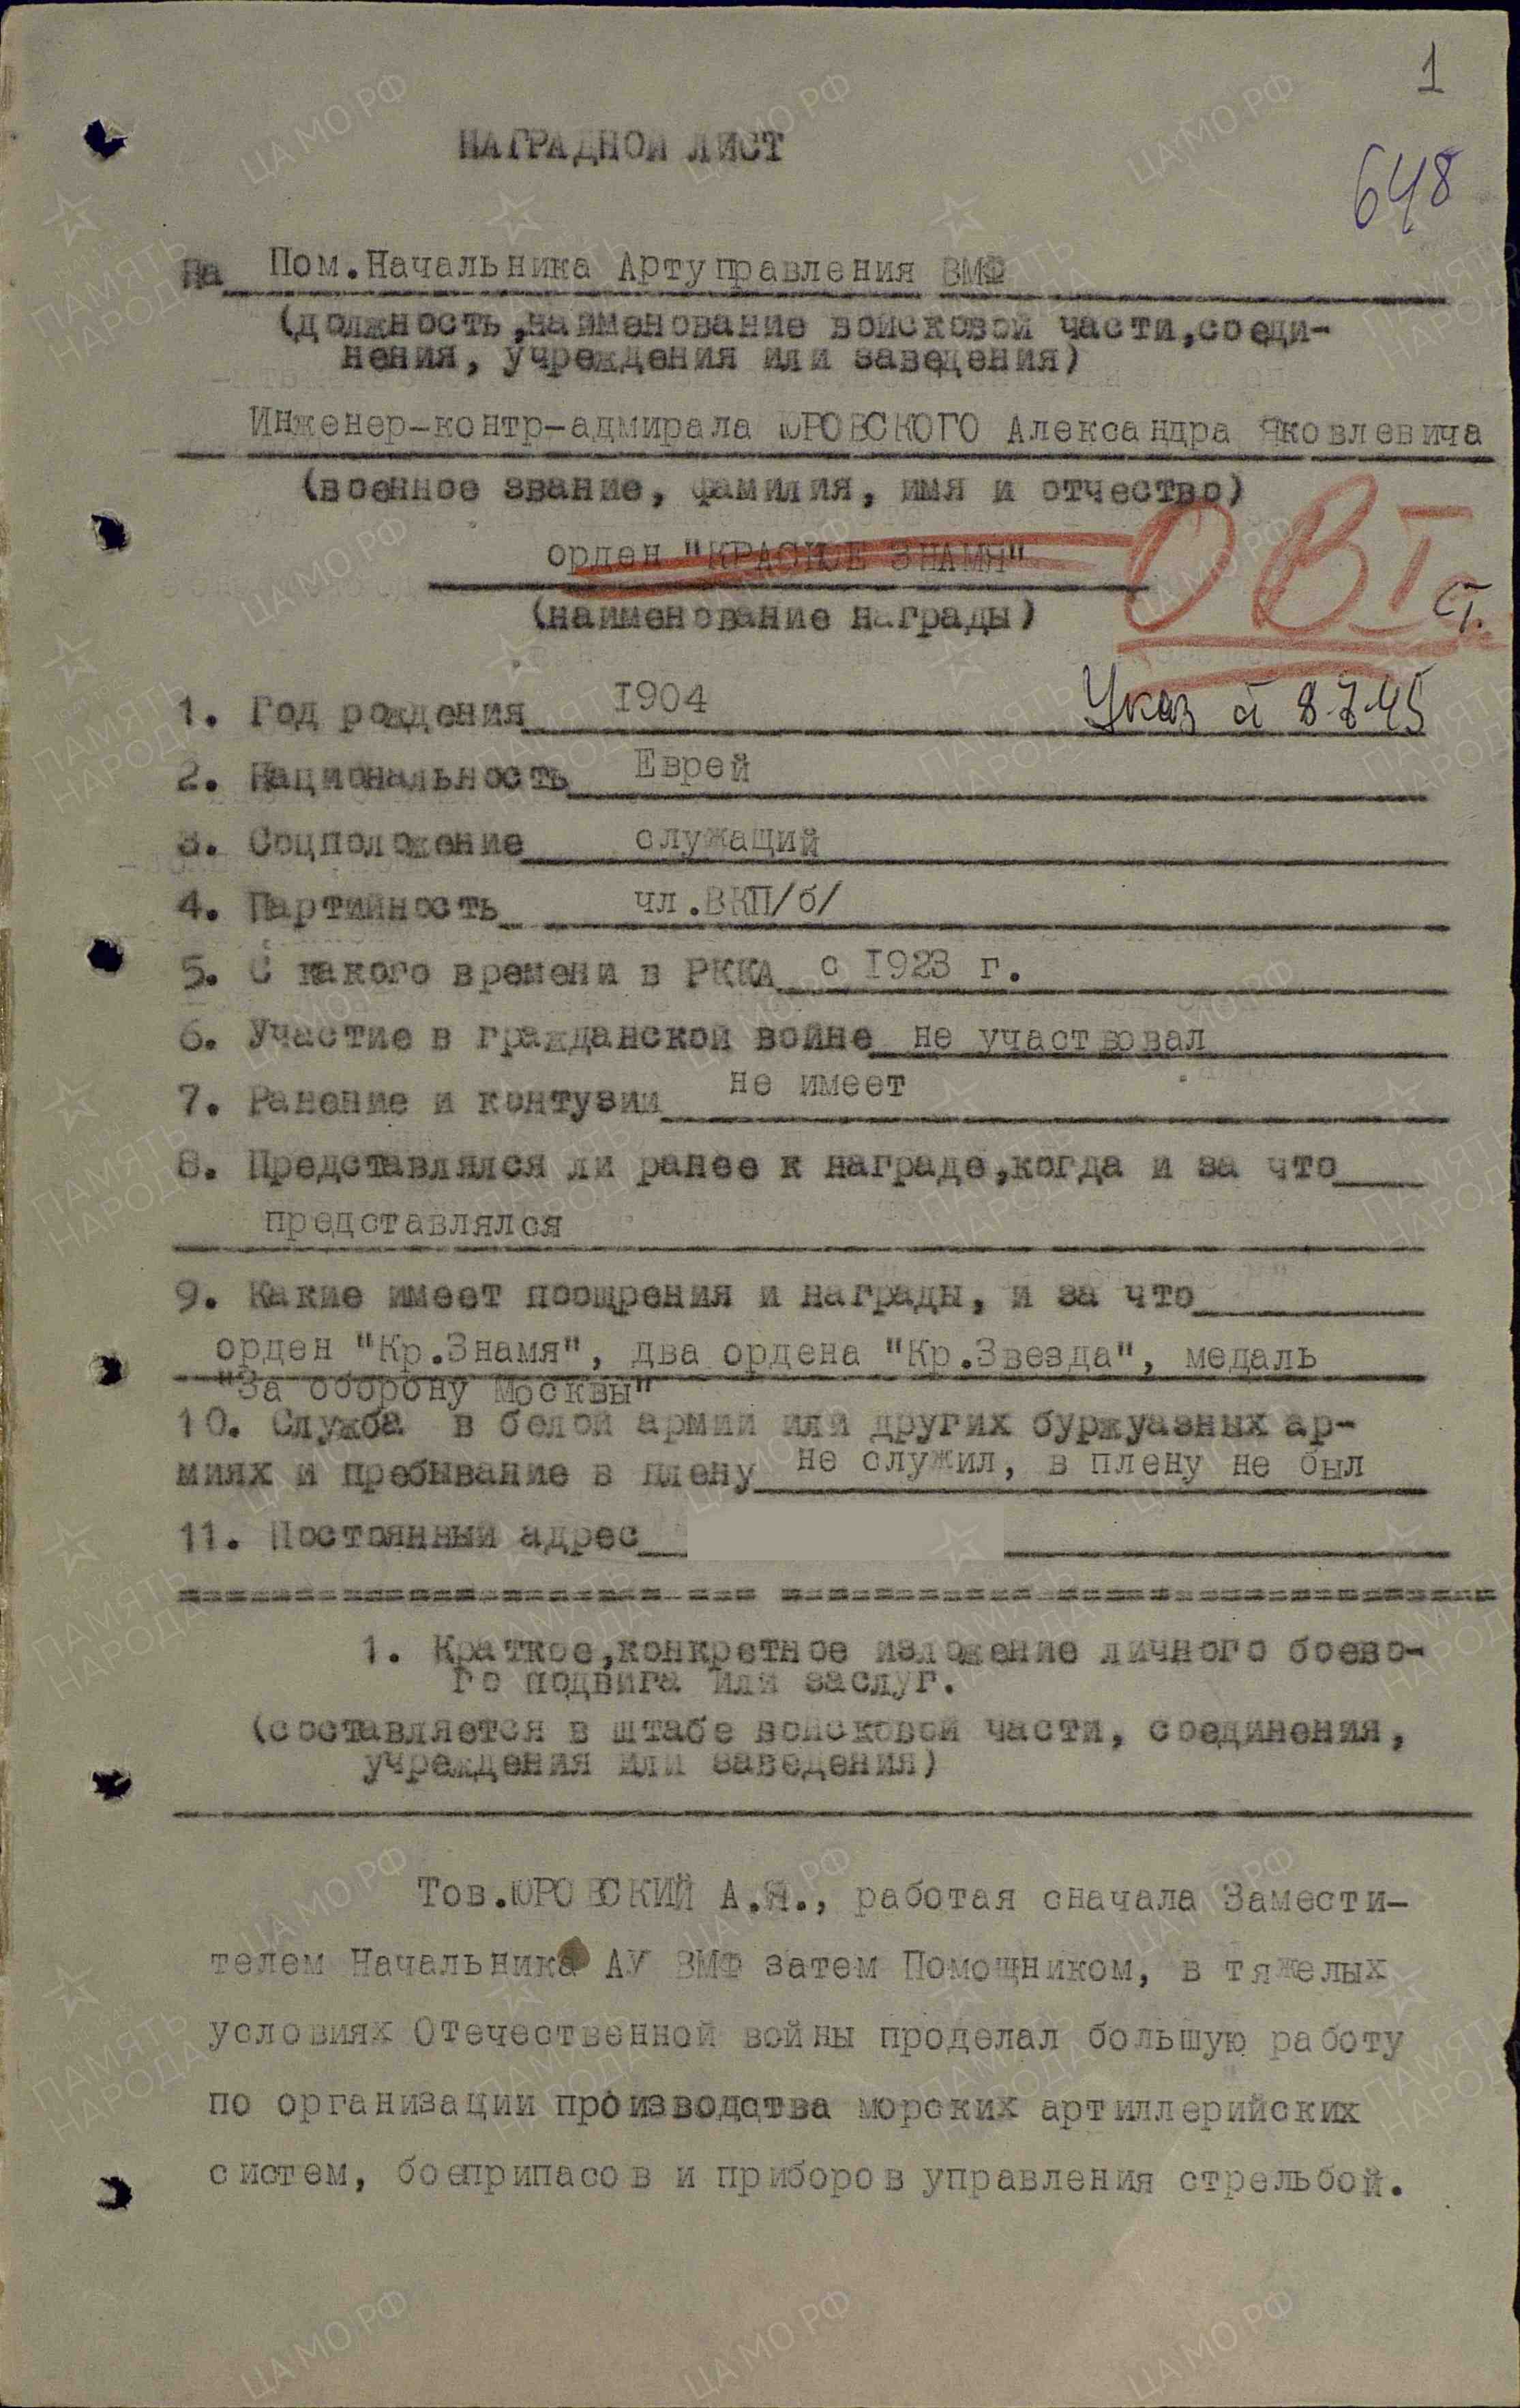 1
648
НАГРАДНОЙ ЛИСТ
На Пом.Начальника Артуправления ВМФ
(должность,наименование войсковой части,соеди-
нения, учреждения или заведения)
Инженер-контр-адмирала ЮРОВСКОГО Александра Яковлевича
(военное звание, фамилия, имя и отчество)
орден "КРАСНОЕ ЗНАМЯ" ОВ I ст.
(наименование награды)
1. Год рождения 1904 Указ от 8.7.45
2. Национальность Еврей
3. Соцположение служащий
4. Партийность чл.ВКП/б/
5. С какого времени в РККА с 1923 г.
6. Участие в гражданской войне не участвовал
7. Ранение и контузии не имеет
8. Представлялся ли ранее к награде,когда и за что
представлялся
9. Какие имеет поощрения и награды, и за что
орден "Кр.Знамя", два ордена "Кр.Звезда", медаль
"За оборону Москвы"
10. Служба в белой армии или других буржуазных ар-
миях и пребывание в плену не служил, в плену не был
11. Постоянный адрес
1. Краткое,конкретное изложение личного боево-
го подвига или заслуг.
(составляется в штабе войсковой части, соединения,
учреждения или заведения)
Тов.ЮРОВСКИЙ А.Я., работая сначала Замести-
телем Начальника АУ ВМФ затем Помощником, в тяжелых
условиях Отечественной войны проделал большую работу
по организации производства морских артиллерийских
систем, боеприпасов и приборов управления стрельбой.
ЦА МО РФ
ПАМЯТЬ
НАРОДА